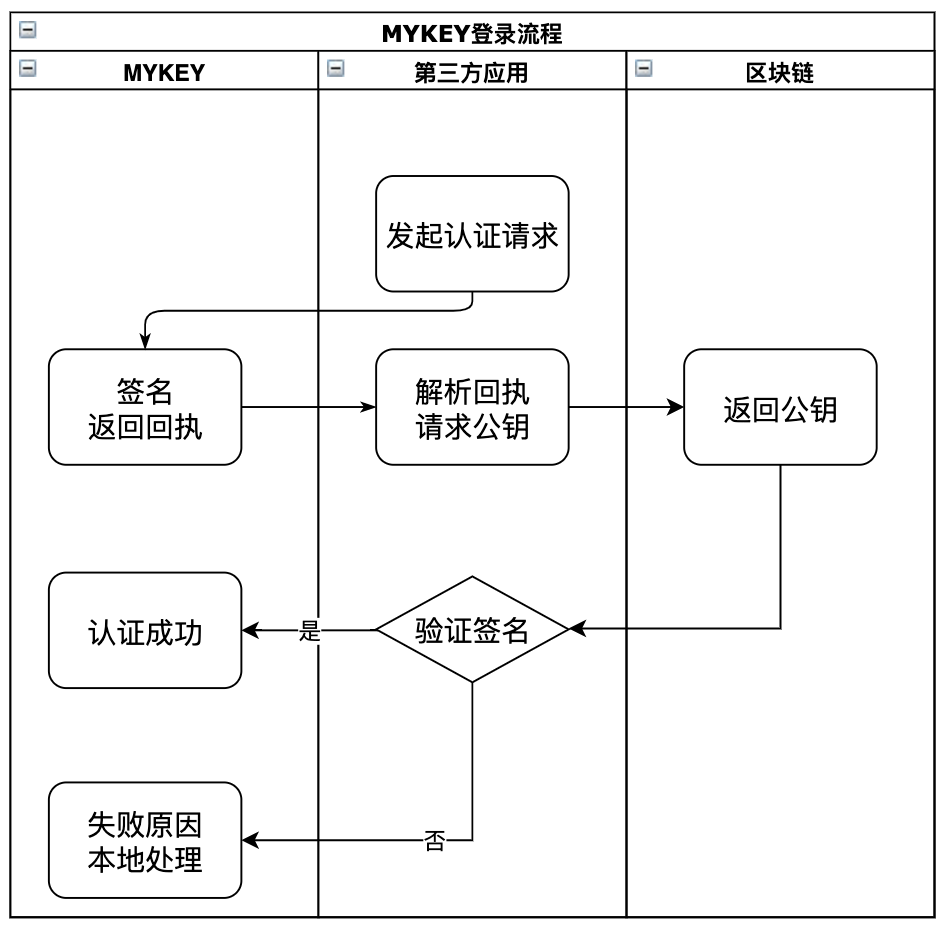 MYKEY登录流程
MYKEY
第三方应用
区块链
发起认证请求
签名
返回回执
解析回执
请求公钥
返回公钥
认证成功
是
验证签名
失败原因
本地处理
否